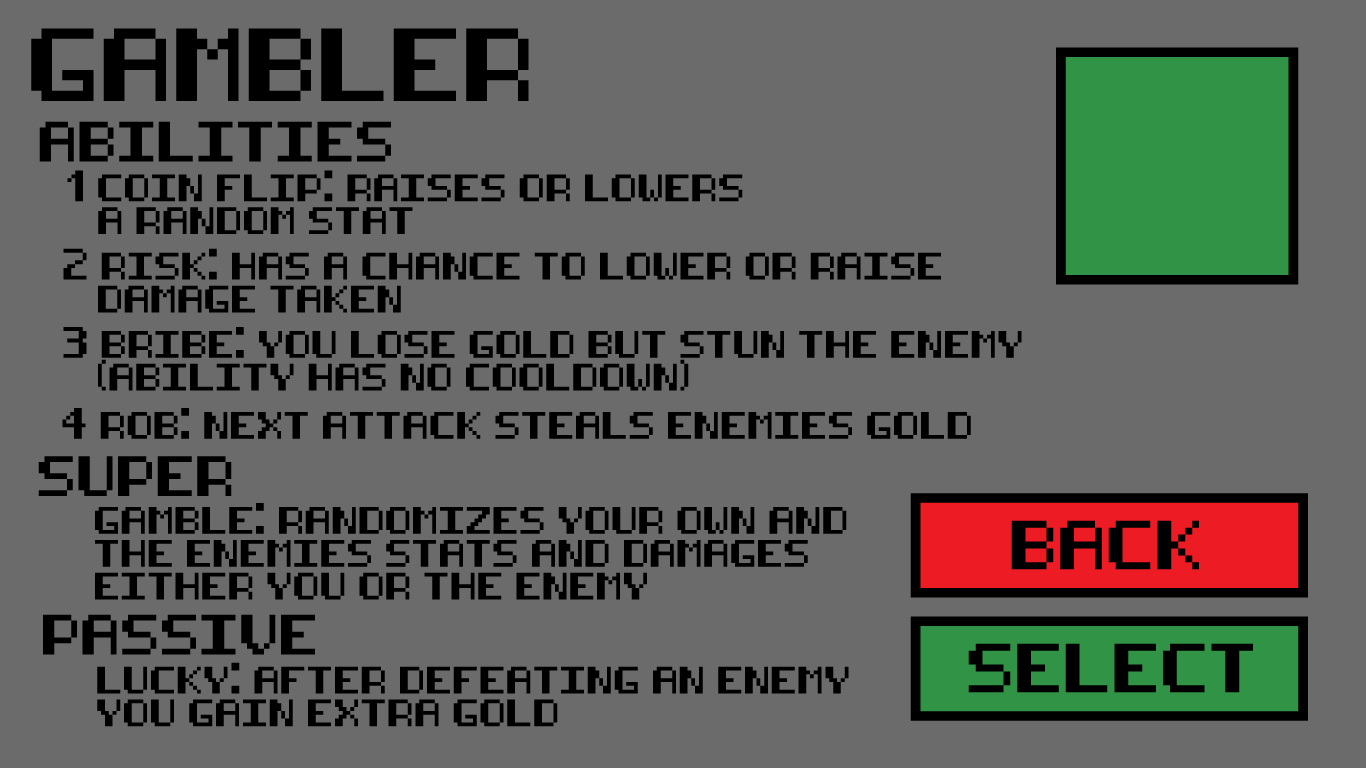 GAMBLER
ABILITIES
1 COIN FLIP: RAISES OR LOWERS
A RANDOM STAT
2 RISK: HAS A CHANCE TO LOWER OR RAISE
DAMAGE TAKEN
3 BRIBE: YOU LOSE GOLD BUT STUN THE ENEMY
(ABILITY HAS NO COOLDOWN)
4 ROB: NEXT ATTACK STEALS ENEMIES GOLD
SUPER
GAMBLE: RANDOMIZES YOUR OWN AND
THE ENEMIES STATS AND DAMAGES
EITHER YOU OR THE ENEMY
PASSIVE
LUCKY: AFTER DEFEATING AN ENEMY
YOU GAIN EXTRA GOLD
BACK
SELECT